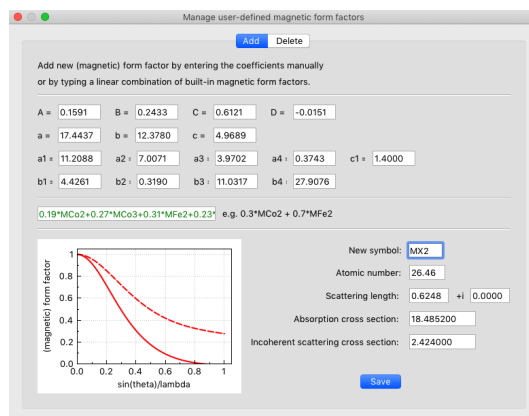 Manage user-defined magnetic form factors
Add Delete
Add new (magnetic) form factor by entering the coefficients manually
or by typing a linear combination of built-in magnetic form factors.
A = 0.1591 B = 0.2433 C = 0.6121 D = -0.0151
a = 17.4437 b = 12.3780 c = 4.9689
a1 = 11.2088 a2 = 7.0071 a3 = 3.9702 a4 = 0.3743 c1 = 1.4000
b1 = 4.4261 b2 = 0.3190 b3 = 11.0317 b4 = 27.9076
0.19*MCo2+0.27*MCo3+0.31*MFe2+0.23* e.g. 0.3*MCo2 + 0.7*MFe2
New symbol: MX2
Atomic number: 26.46
Scattering length: 0.6248 +i 0.0000
Absorption cross section: 18.485200
Incoherent scattering cross section: 2.424000
Save
(magnetic) form factor
1
0.8
0.6
0.4
0.2
0.0
0.0 0.2 0.4 0.6 0.8 1
sin(theta)/lambda